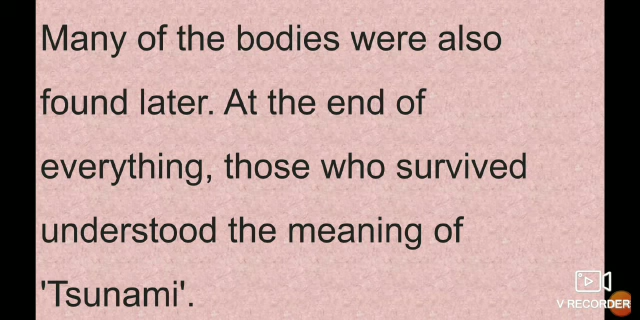 Many of the bodies were also
found later. At the end of
everything, those who survived
understood the meaning of
'Tsunami'.
V RECORDER